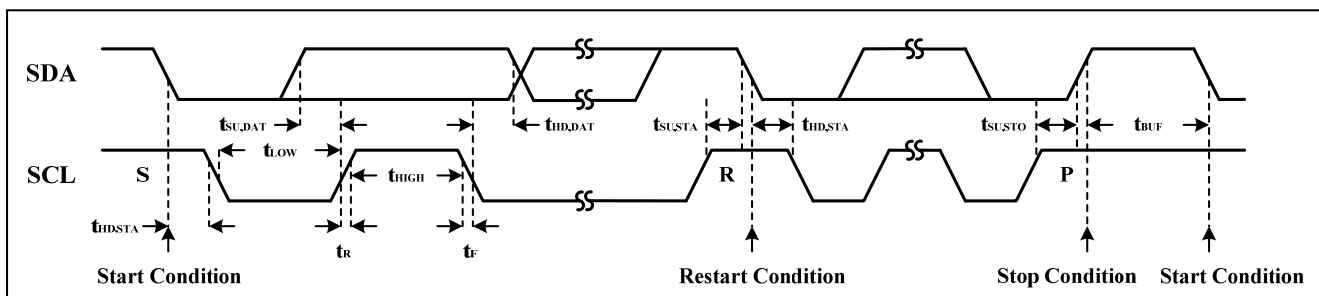 SDA
tSU,DAT
tHD,DAT
tSU,STA
tHD,STA
tSU,STO
tBUF
tLOW
SCL
S
tHIGH
R
P
tHD,STA
tR
tF
Start Condition
Restart Condition
Stop Condition
Start Condition